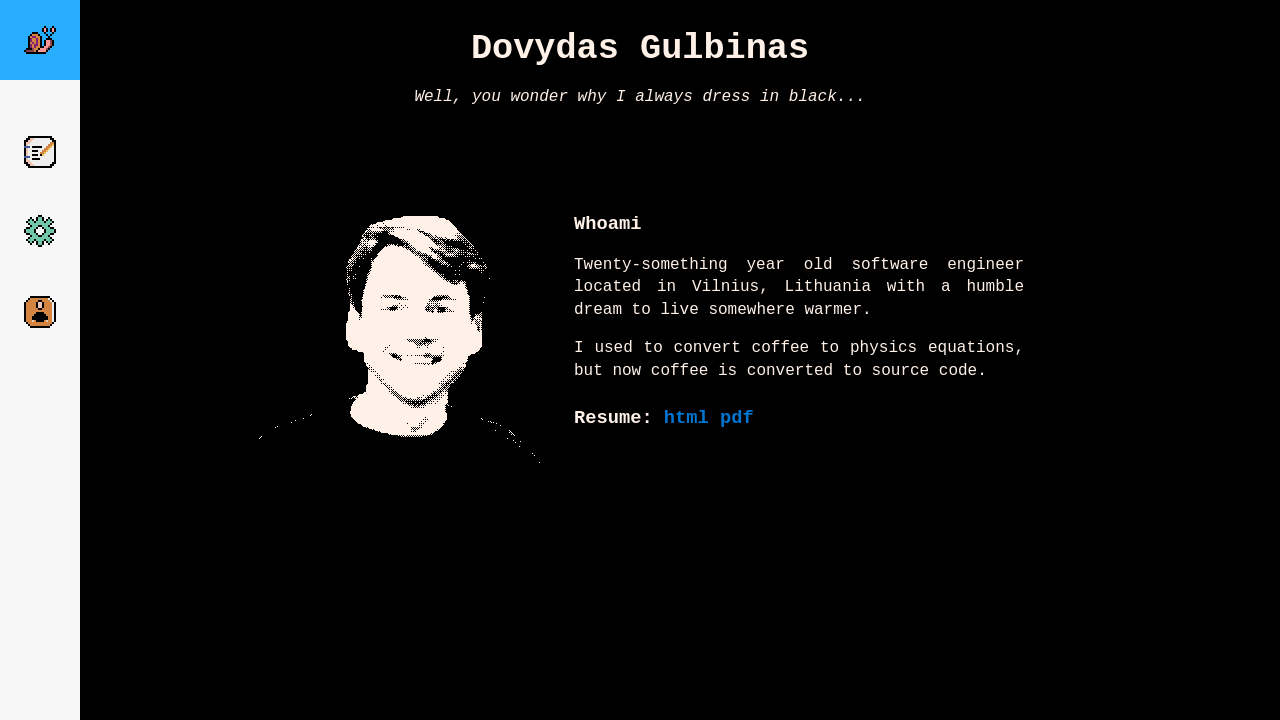 Dovydas Gulbinas
Well, you wonder why I always dress in black...
Whoami
Twenty-something year old software engineer
located in Vilnius, Lithuania with a humble
dream to live somewhere warmer.
I used to convert coffee to physics equations,
but now coffee is converted to source code.
Resume: html pdf